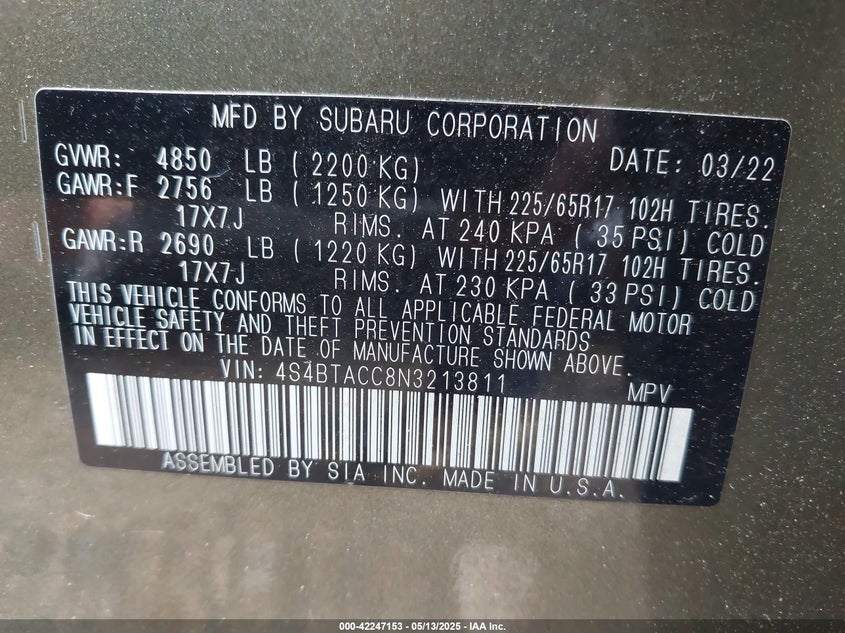 MFD BY SUBARU CORPORATION
GVWR: 4850 LB (2200 KG) DATE: 03/22
GAWR:F 2756 LB (1250 KG) WITH 225/65R17 102H TIRES.
17X7J RIMS. AT 240 KPA (35 PSI) COLD
GAWR:R 2690 LB (1220 KG) WITH 225/65R17 102H TIRES.
17X7J RIMS. AT 230 KPA (33 PSI) COLD
THIS VEHICLE CONFORMS TO ALL APPLICABLE FEDERAL MOTOR
VEHICLE SAFETY AND THEFT PREVENTION STANDARDS
IN EFFECT ON THE DATE OF MANUFACTURE SHOWN ABOVE.
VIN: 4S4BTACC8N3213811
MPV
ASSEMBLED BY SIA INC. MADE IN U.S.A.
000-42247153 - 05/13/2025 - IAA Inc.